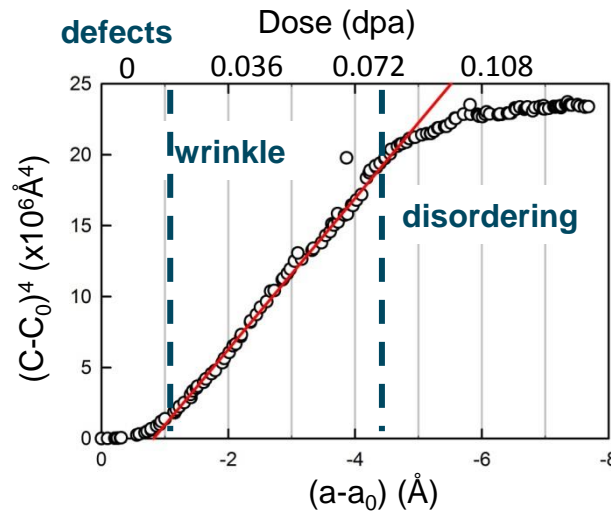 defects
Dose (dpa)
0 0.036 0.072 0.108
25
20
15
10
5
0
(C-C₀)⁴ (x10⁶Å⁴)
wrinkle
disordering
0 -2 -4 -6 -8
(a-a₀) (Å)